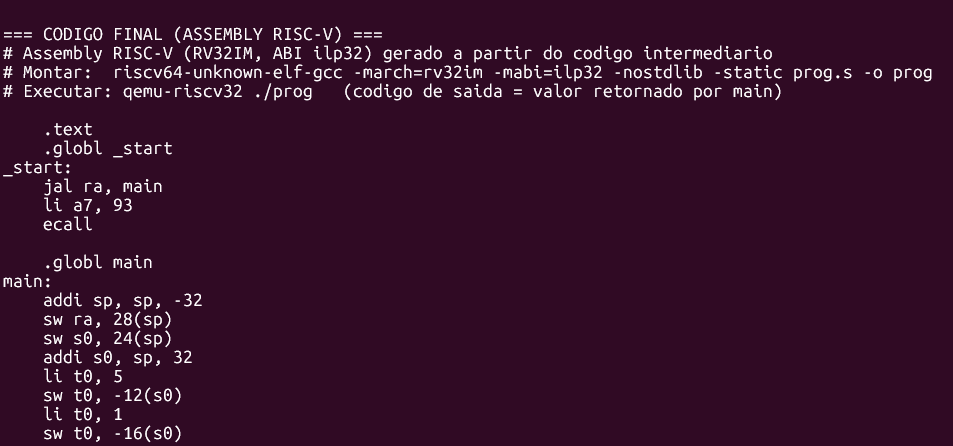 === CODIGO FINAL (ASSEMBLY RISC-V) ===
# Assembly RISC-V (RV32IM, ABI ilp32) gerado a partir do codigo intermediario
# Montar:  riscv64-unknown-elf-gcc -march=rv32im -mabi=ilp32 -nostdlib -static prog.s -o prog
# Executar: qemu-riscv32 ./prog   (codigo de saida = valor retornado por main)

    .text
    .globl _start
_start:
    jal ra, main
    li a7, 93
    ecall

    .globl main
main:
    addi sp, sp, -32
    sw ra, 28(sp)
    sw s0, 24(sp)
    addi s0, sp, 32
    li t0, 5
    sw t0, -12(s0)
    li t0, 1
    sw t0, -16(s0)